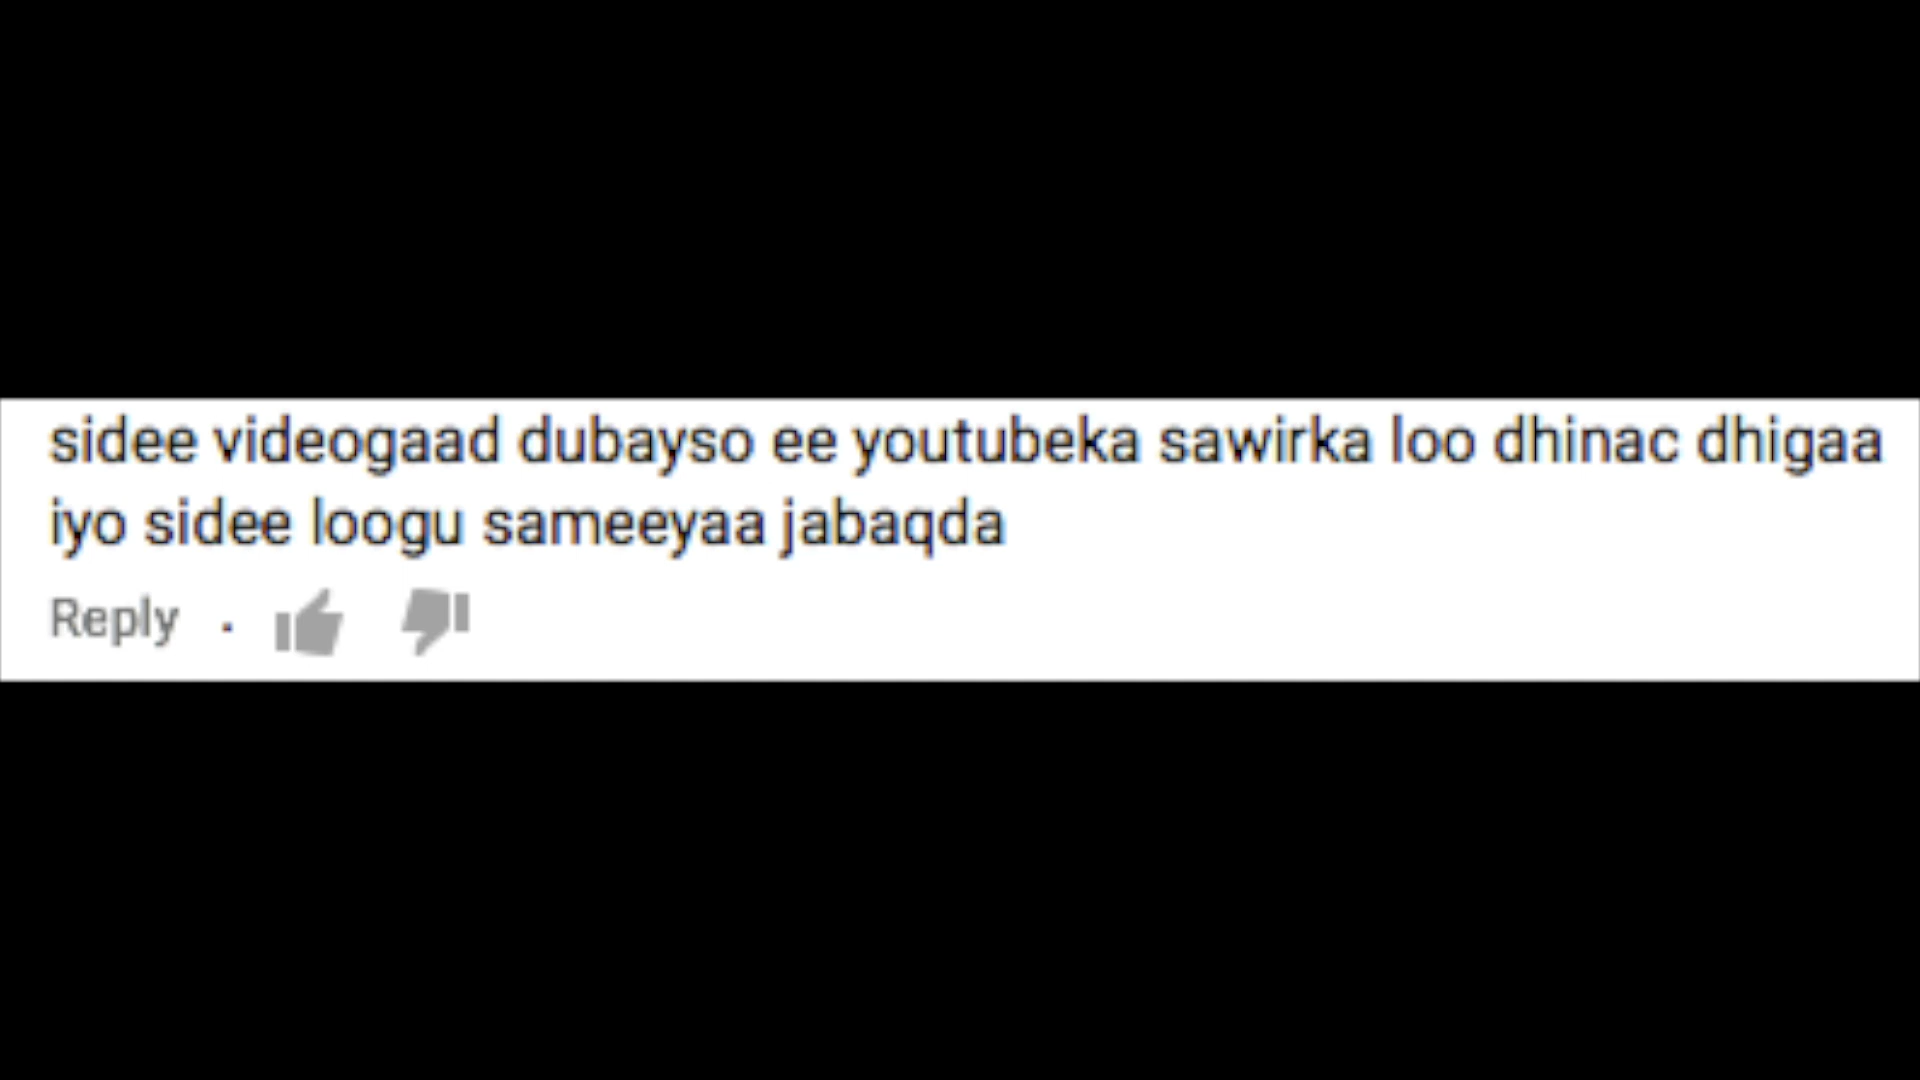 sidee videogaad dubayso ee youtubeka sawirka loo dhinac dhigaa
iyo sidee loogu sameeyaa jabaqda
Reply ·